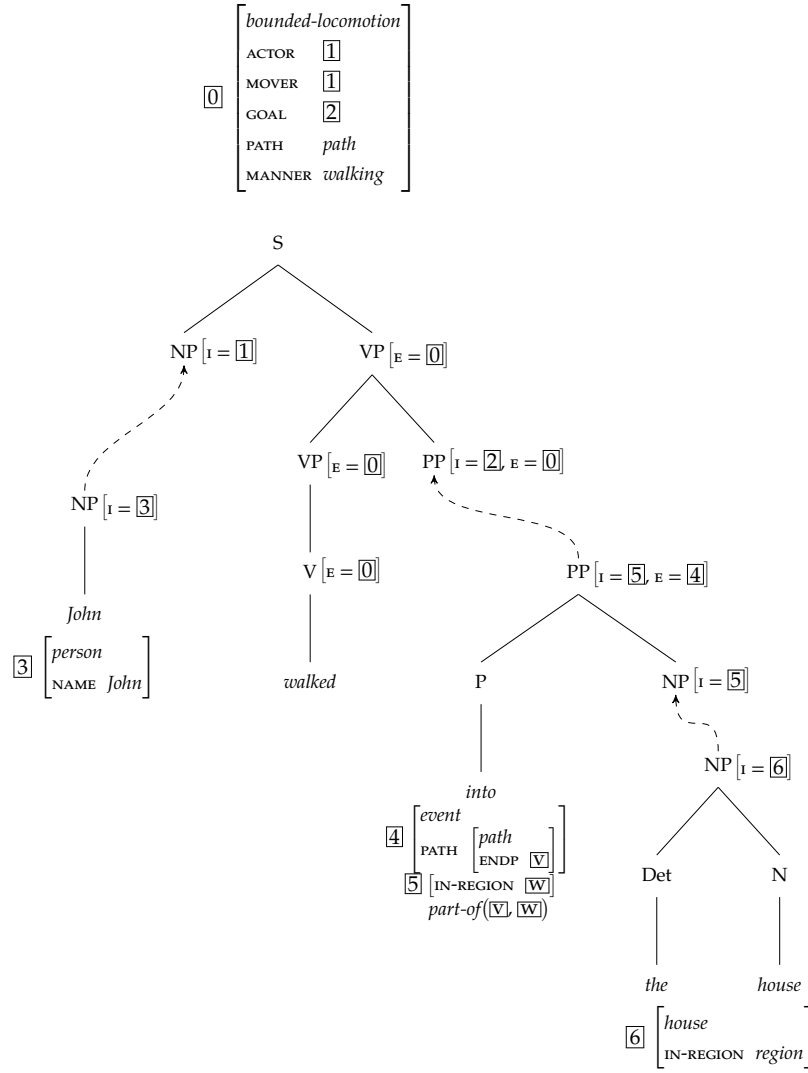 bounded-locomotion
ACTOR 1
MOVER 1
0 GOAL 2
PATH path
MANNER walking
S
NP[I = 1] VP[E = 0]
VP[E = 0] PP[I = 2, E = 0]
NP[I = 3]
V[E = 0] PP[I = 5, E = 4]
John
3 person
NAME John
walked P NP[I = 5]
NP[I = 6]
into
4 event
PATH path
ENDP V
5 [IN-REGION W]
part-of(V, W)
Det N
the house
6 house
IN-REGION region